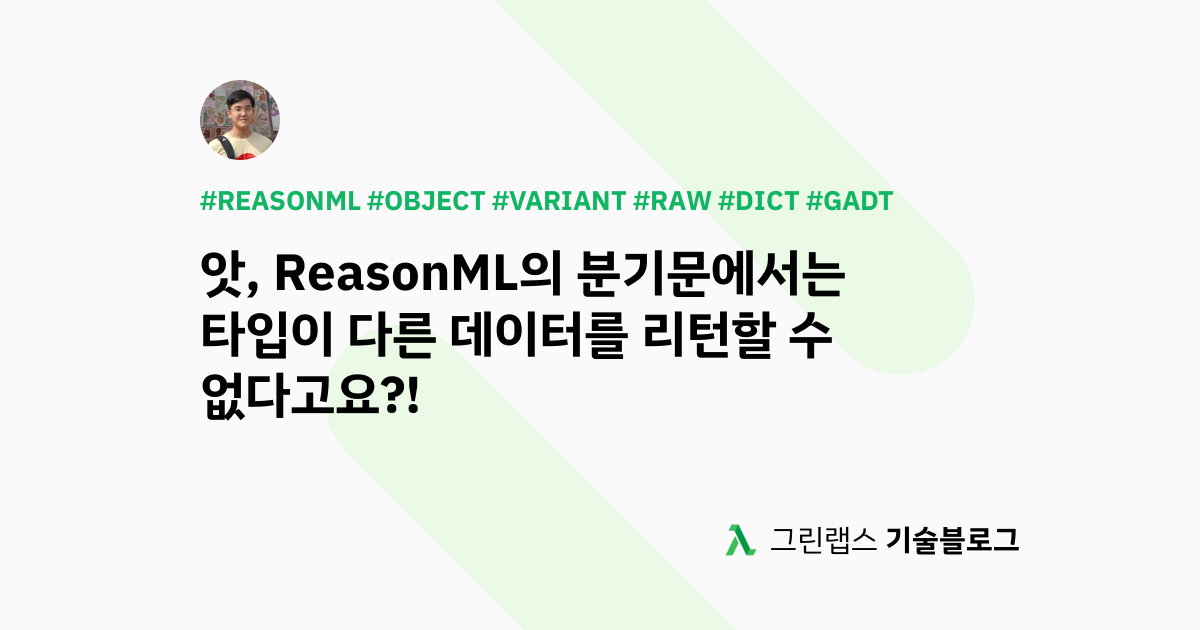 #REASONML #OBJECT #VARIANT #RAW #DICT #GADT
앗, ReasonML의 분기문에서는
타입이 다른 데이터를 리턴할 수
없다고요?!
그린랩스 기술블로그